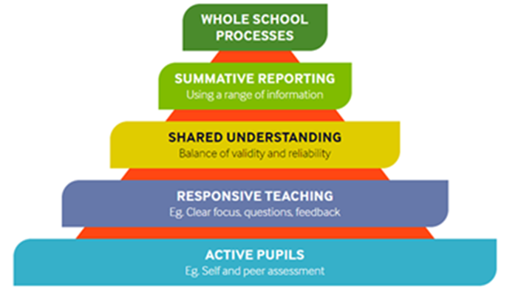 WHOLE SCHOOL
PROCESSES
SUMMATIVE REPORTING
Using a range of information
SHARED UNDERSTANDING
Balance of validity and reliability
RESPONSIVE TEACHING
Eg. Clear focus, questions, feedback
ACTIVE PUPILS
Eg. Self and peer assessment